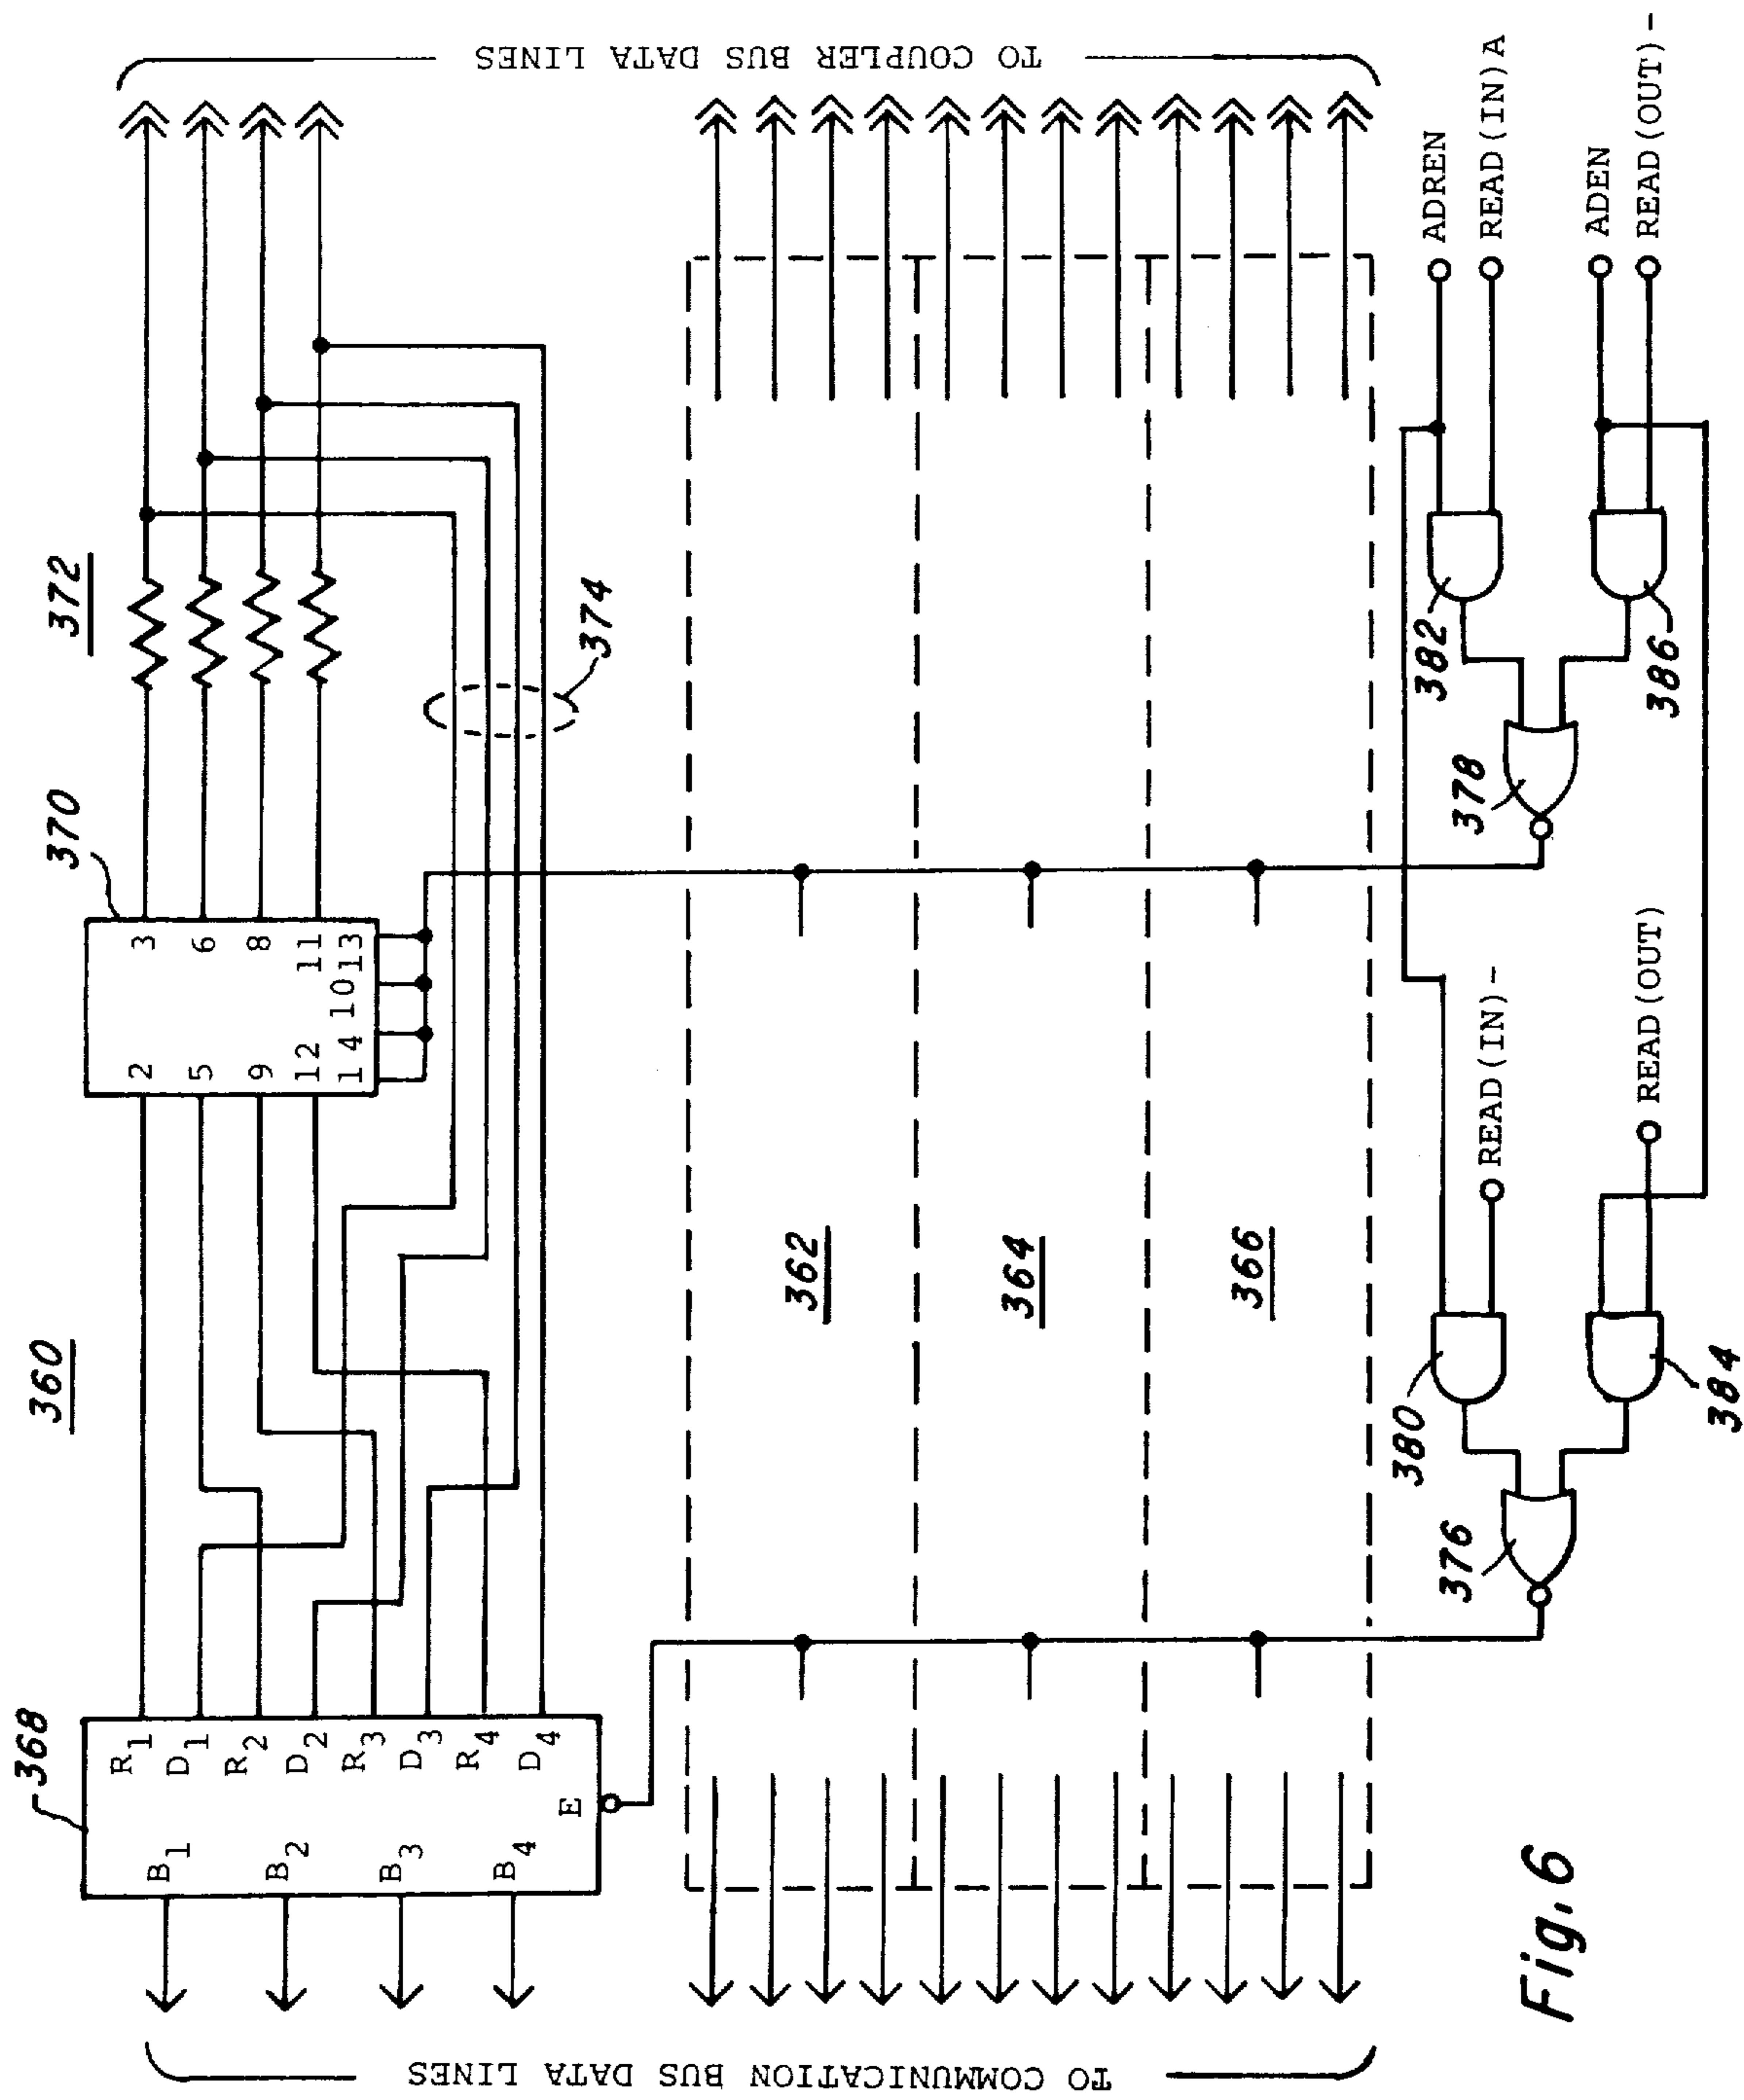 360
372
TO COUPLER BUS DATA LINES
368
370
B1
B2
B3
B4
R1
D1
R2
D2
R3
D3
R4
D4
E
2
5
9
12
1 4 10 13
3
6
8
11
374
362
364
366
TO COMMUNICATION BUS DATA LINES
ADREN
READ(IN)A
READ(IN)-
380
382
376
378
ADEN
READ(OUT)-
READ(OUT)
384
386
Fig. 6